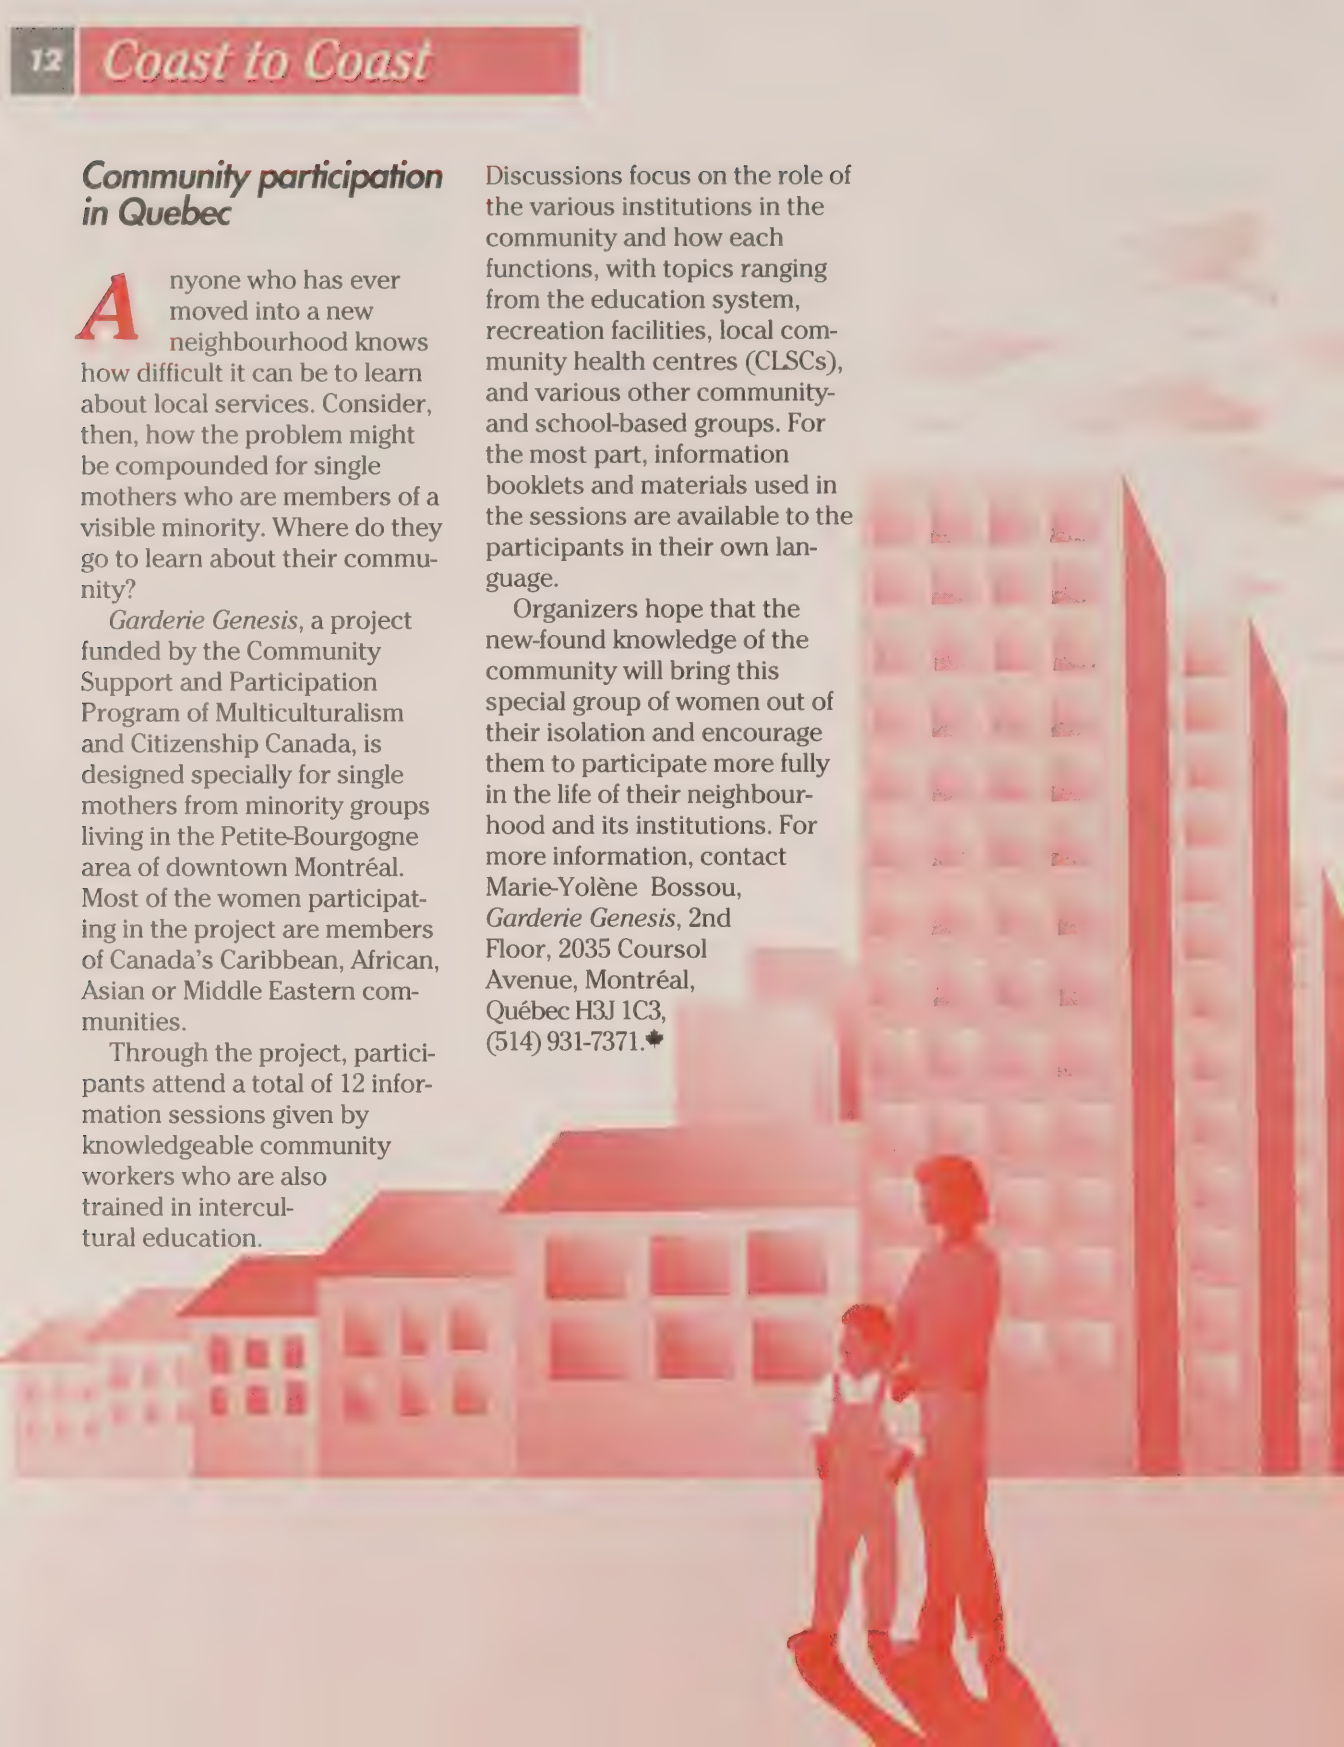 12 Coast to Coast
Community participation
in Quebec
Anyone who has ever
moved into a new
neighbourhood knows
how difficult it can be to learn
about local services. Consider,
then, how the problem might
be compounded for single
mothers who are members of a
visible minority. Where do they
go to learn about their commu-
nity?
Garderie Genesis, a project
funded by the Community
Support and Participation
Program of Multiculturalism
and Citizenship Canada, is
designed specially for single
mothers from minority groups
living in the Petite-Bourgogne
area of downtown Montréal.
Most of the women participat-
ing in the project are members
of Canada's Caribbean, African,
Asian or Middle Eastern com-
munities.
Through the project, partici-
pants attend a total of 12 infor-
mation sessions given by
knowledgeable community
workers who are also
trained in intercul-
tural education.
Discussions focus on the role of
the various institutions in the
community and how each
functions, with topics ranging
from the education system,
recreation facilities, local com-
munity health centres (CLSCs),
and various other community-
and school-based groups. For
the most part, information
booklets and materials used in
the sessions are available to the
participants in their own lan-
guage.
Organizers hope that the
new-found knowledge of the
community will bring this
special group of women out of
their isolation and encourage
them to participate more fully
in the life of their neighbour-
hood and its institutions. For
more information, contact
Marie-Yolène Bossou,
Garderie Genesis, 2nd
Floor, 2035 Coursol
Avenue, Montréal,
Québec H3J 1C3,
(514) 931-7371.